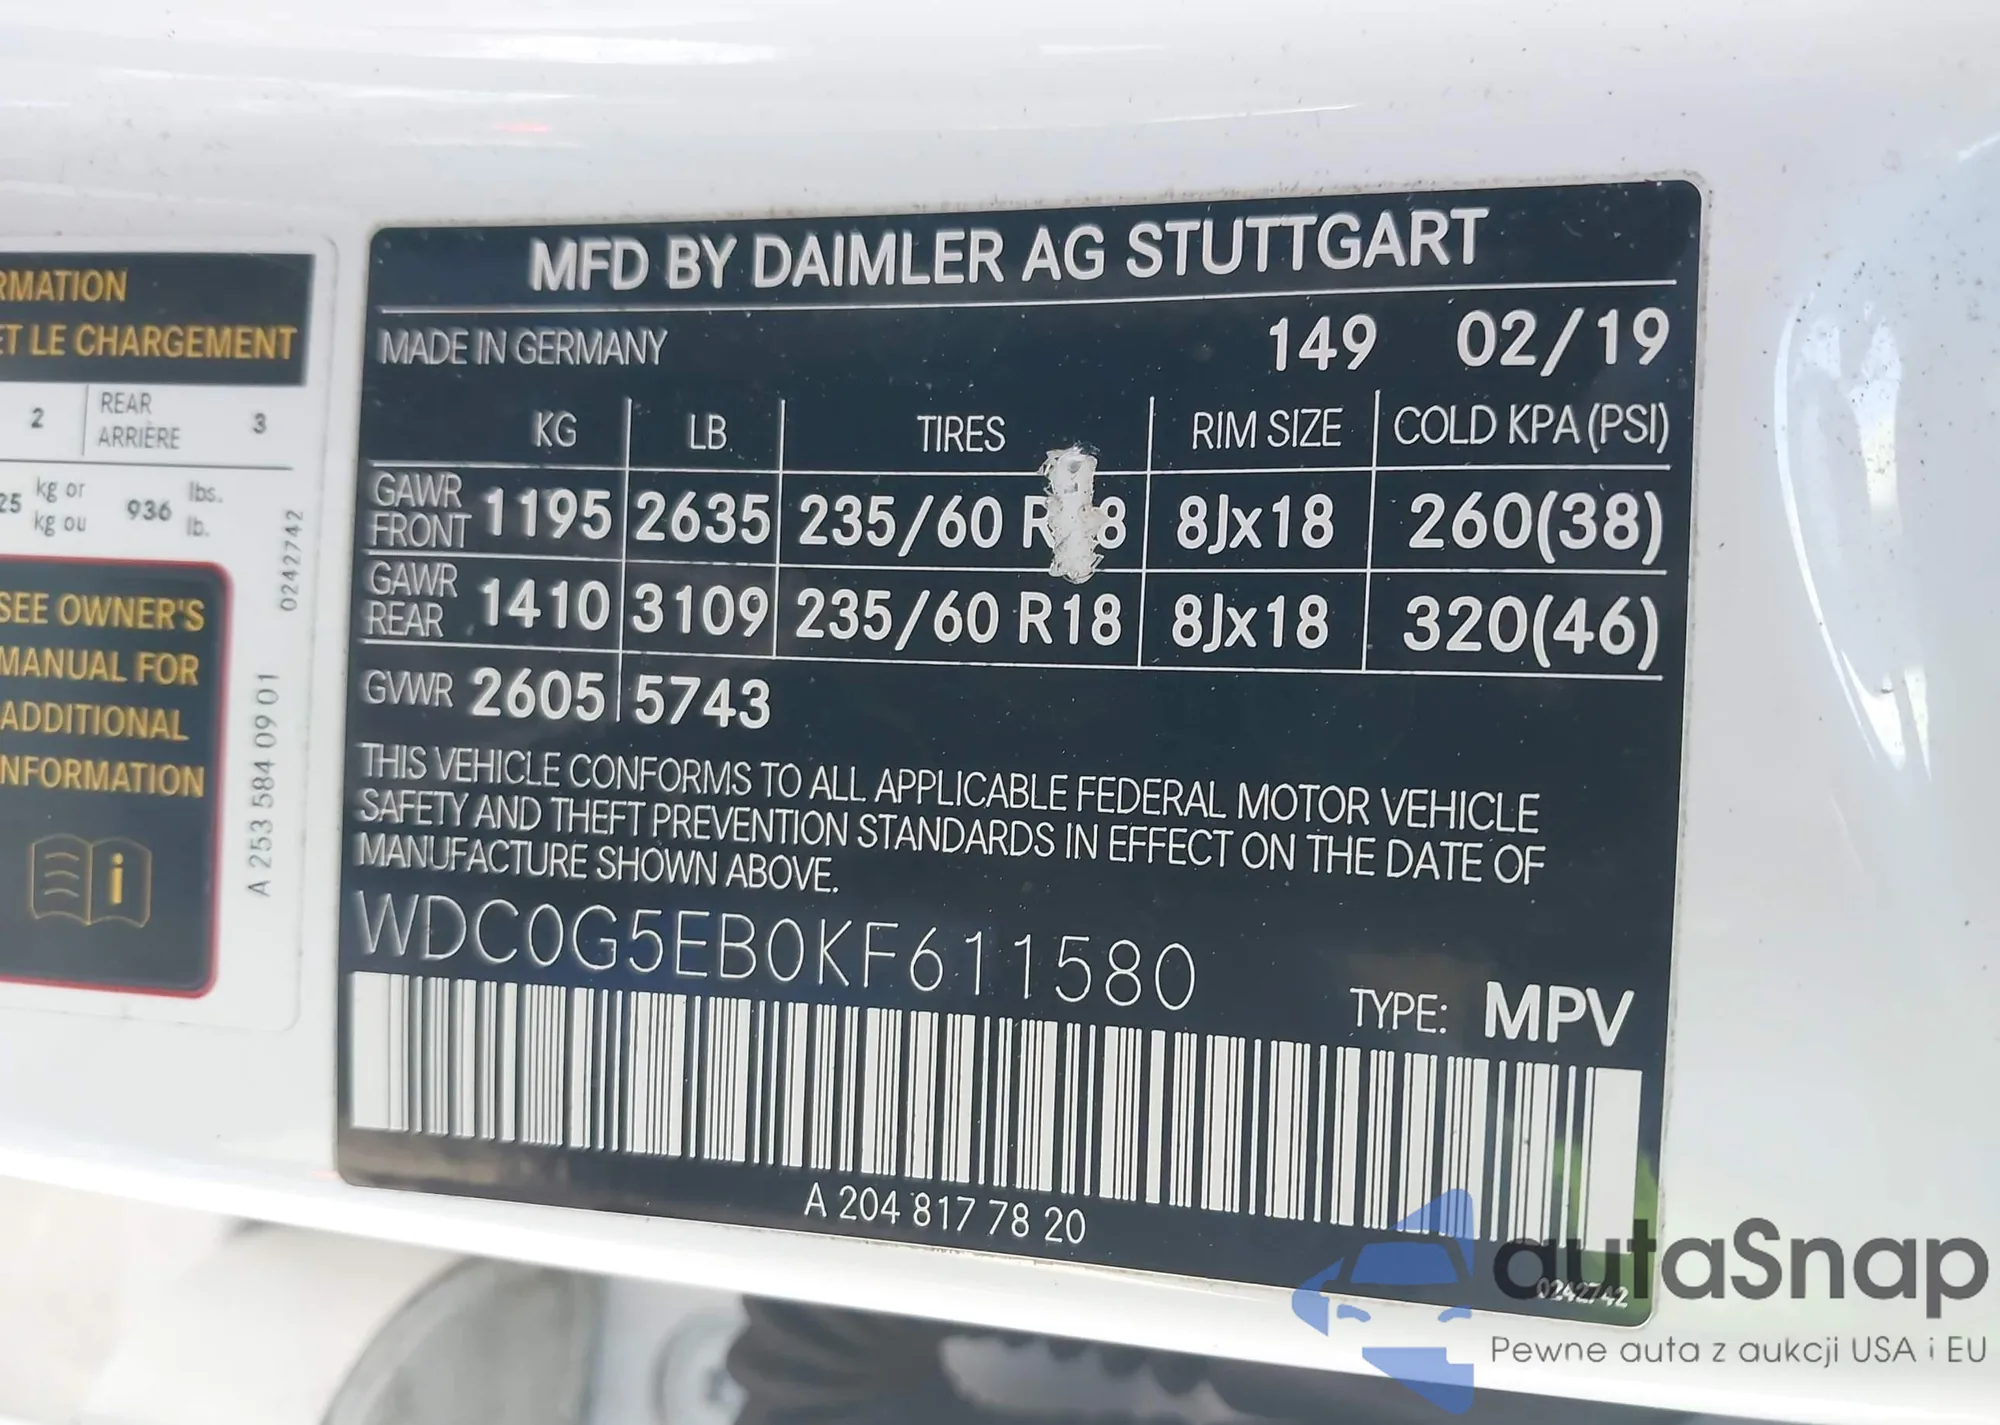 RMATION
ET LE CHARGEMENT
2
REAR
ARRIÈRE
3
25
kg or
kg ou
936
lbs.
lb.
0242742
SEE OWNER'S
MANUAL FOR
ADDITIONAL
INFORMATION
i
A 253 584 09 01
MFD BY DAIMLER AG STUTTGART
MADE IN GERMANY 149 02/19
KG LB TIRES RIM SIZE COLD KPA (PSI)
GAWR FRONT 1195 2635 235/60 R 8 8Jx18 260(38)
GAWR REAR 1410 3109 235/60 R18 8Jx18 320(46)
GVWR 2605 5743
THIS VEHICLE CONFORMS TO ALL APPLICABLE FEDERAL MOTOR VEHICLE
SAFETY AND THEFT PREVENTION STANDARDS IN EFFECT ON THE DATE OF
MANUFACTURE SHOWN ABOVE.
WDC0G5EB0KF611580
TYPE: MPV
A 204 817 78 20
0242742
autaSnap
Pewne auta z aukcji USA i EU